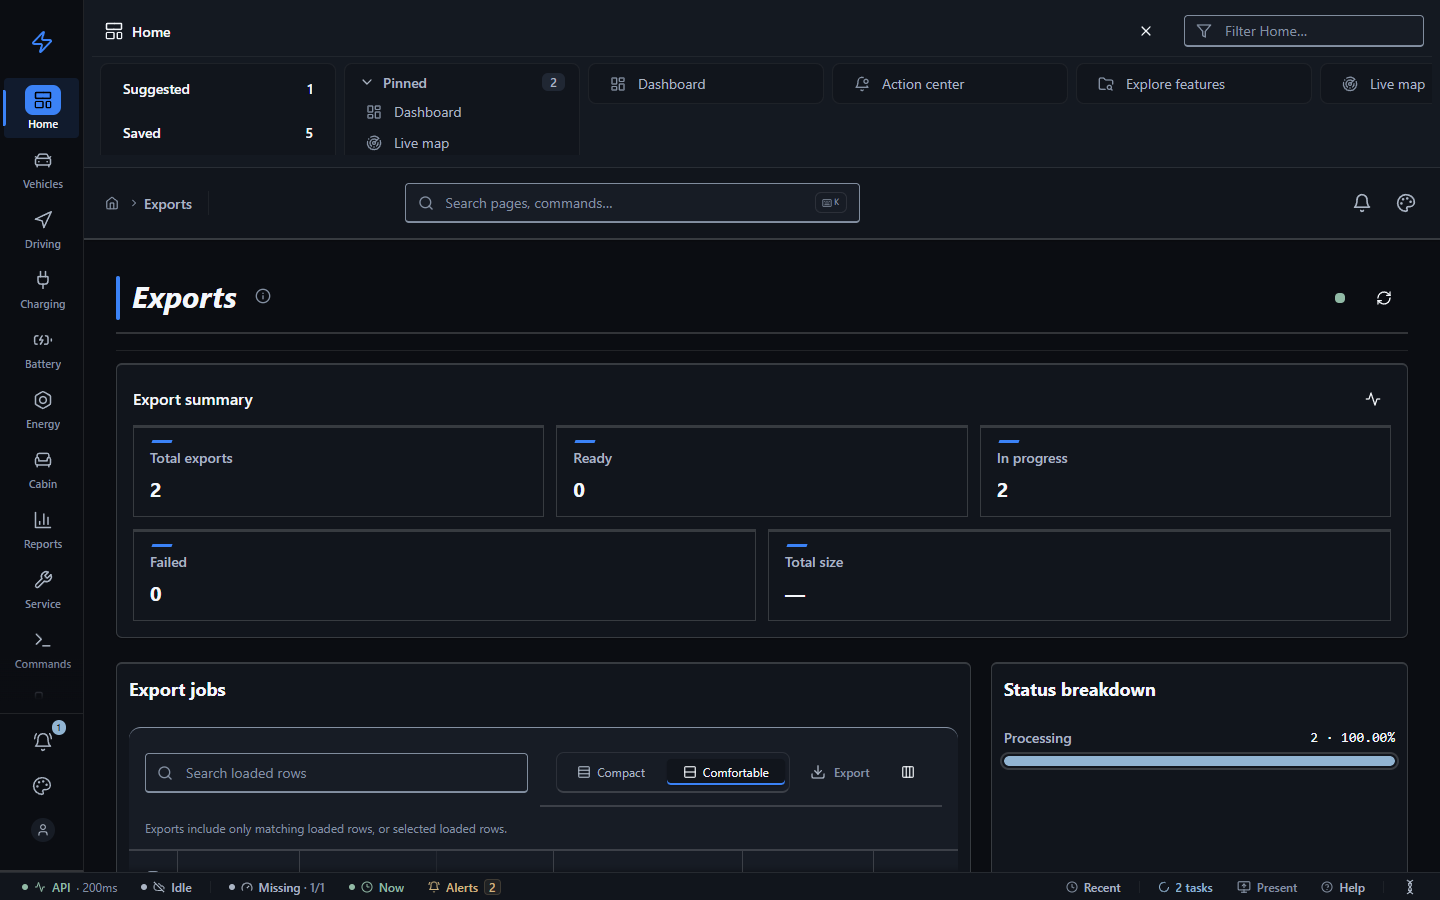 Home
Filter Home...
Suggested 1
Saved 5
Pinned 2
Dashboard
Live map
Dashboard
Action center
Explore features
Live map
Home
Vehicles
Driving
Charging
Battery
Energy
Cabin
Reports
Service
Commands
1
Exports
Search pages, commands...
K
Exports
Export summary
Total exports
2
Ready
0
In progress
2
Failed
0
Total size
—
Export jobs
Search loaded rows
Compact
Comfortable
Export
Exports include only matching loaded rows, or selected loaded rows.
Status breakdown
Processing 2 · 100.00%
API · 200ms
Idle
Missing · 1/1
Now
Alerts 2
Recent
2 tasks
Present
Help